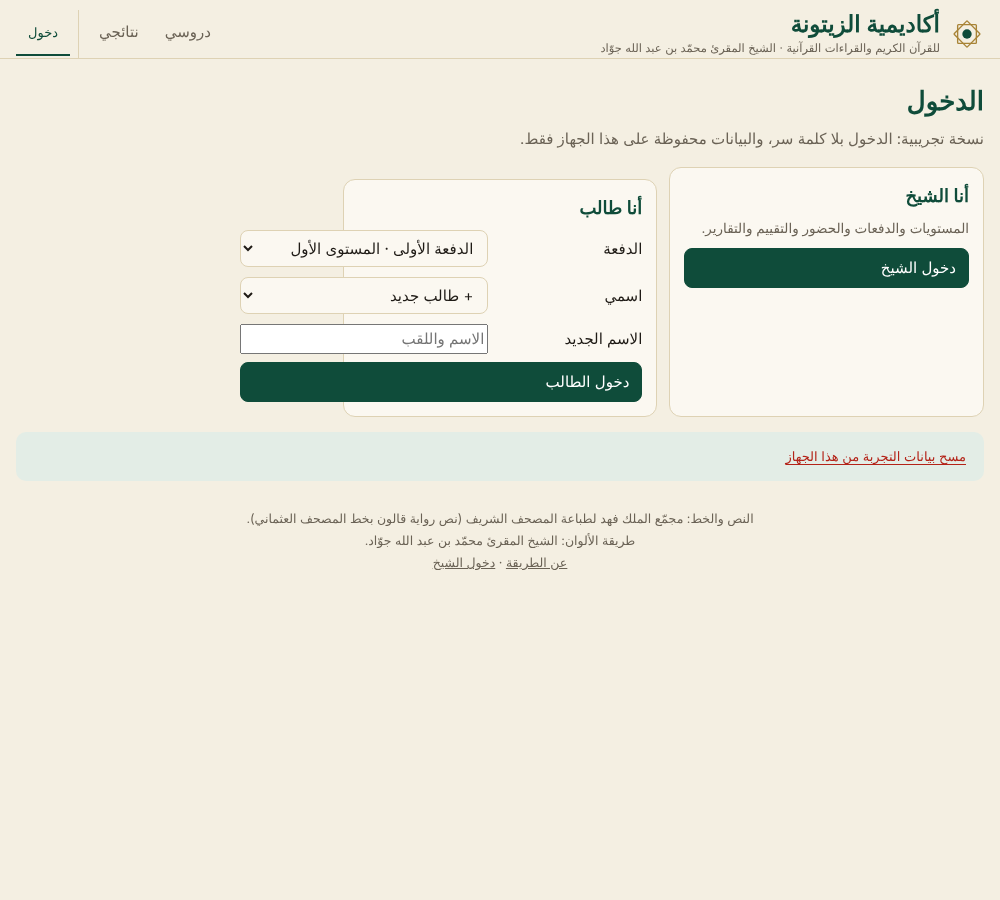 أكاديمية الزيتونة
للقرآن الكريم والقراءات القرآنية · الشيخ المقرئ محمّد بن عبد الله جوّاد
دروسي
نتائجي
دخول
الدخول
نسخة تجريبية: الدخول بلا كلمة سر، والبيانات محفوظة على هذا الجهاز فقط.
أنا الشيخ
المستويات والدفعات والحضور والتقييم والتقارير.
دخول الشيخ
أنا طالب
الدفعة
الدفعة الأولى · المستوى الأول
اسمي
+ طالب جديد
الاسم الجديد
الاسم واللقب
دخول الطالب
مسح بيانات التجربة من هذا الجهاز
النص والخط: مجمّع الملك فهد لطباعة المصحف الشريف (نص رواية قالون بخط المصحف العثماني).
طريقة الألوان: الشيخ المقرئ محمّد بن عبد الله جوّاد.
عن الطريقة · دخول الشيخ